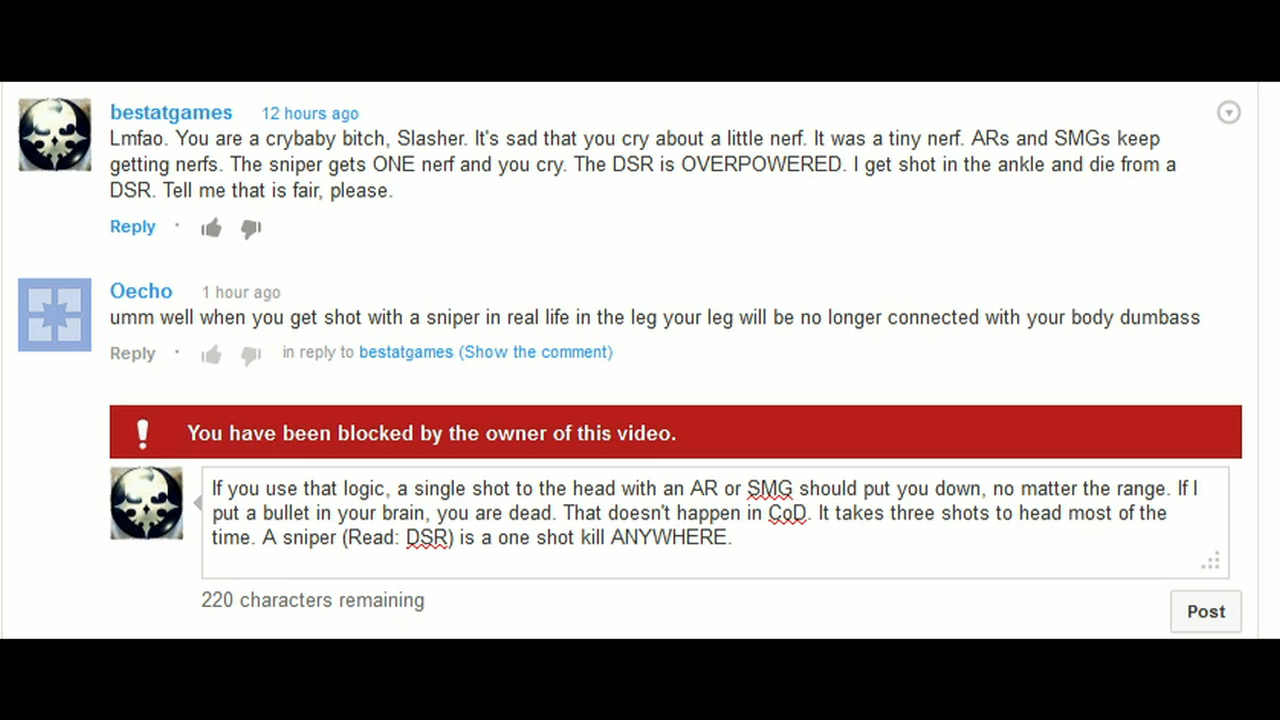 bestatgames 12 hours ago
Lmfao. You are a crybaby bitch, Slasher. It's sad that you cry about a little nerf. It was a tiny nerf. ARs and SMGs keep
getting nerfs. The sniper gets ONE nerf and you cry. The DSR is OVERPOWERED. I get shot in the ankle and die from a
DSR. Tell me that is fair, please.
Reply ·
Oecho 1 hour ago
umm well when you get shot with a sniper in real life in the leg your leg will be no longer connected with your body dumbass
Reply · in reply to bestatgames (Show the comment)
You have been blocked by the owner of this video.
If you use that logic, a single shot to the head with an AR or SMG should put you down, no matter the range. If I
put a bullet in your brain, you are dead. That doesn't happen in CoD. It takes three shots to head most of the
time. A sniper (Read: DSR) is a one shot kill ANYWHERE.
220 characters remaining
Post